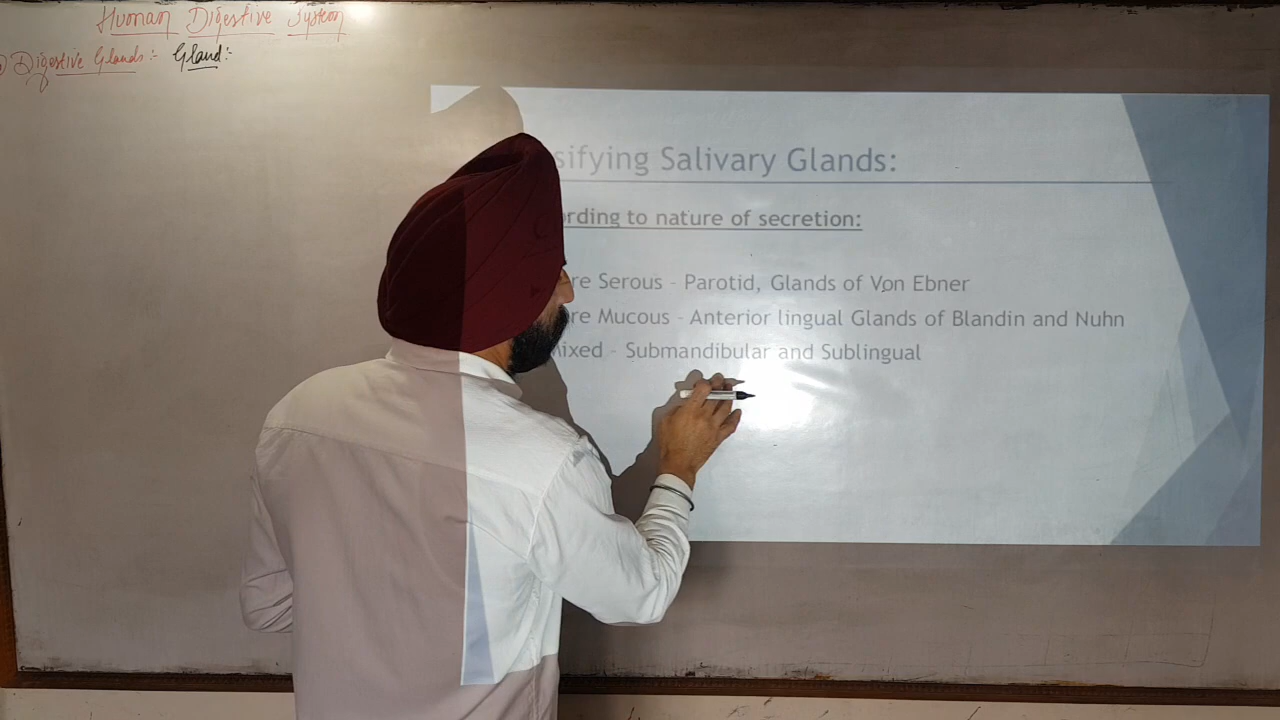 Human Digestive System
Digestive Glands:- Gland:-
sifying Salivary Glands:
ording to nature of secretion:
re Serous - Parotid, Glands of Von Ebner
re Mucous - Anterior lingual Glands of Blandin and Nuhn
Mixed - Submandibular and Sublingual